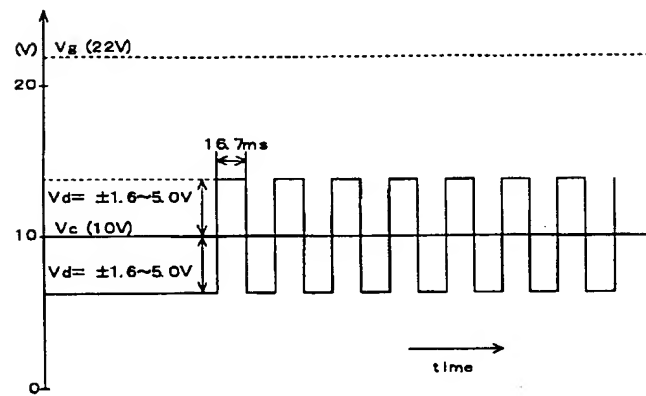 (V) Vg (22V)
20
16.7ms
Vd= ±1.6~5.0V
Vc (10V)
10
Vd= ±1.6~5.0V
time
0